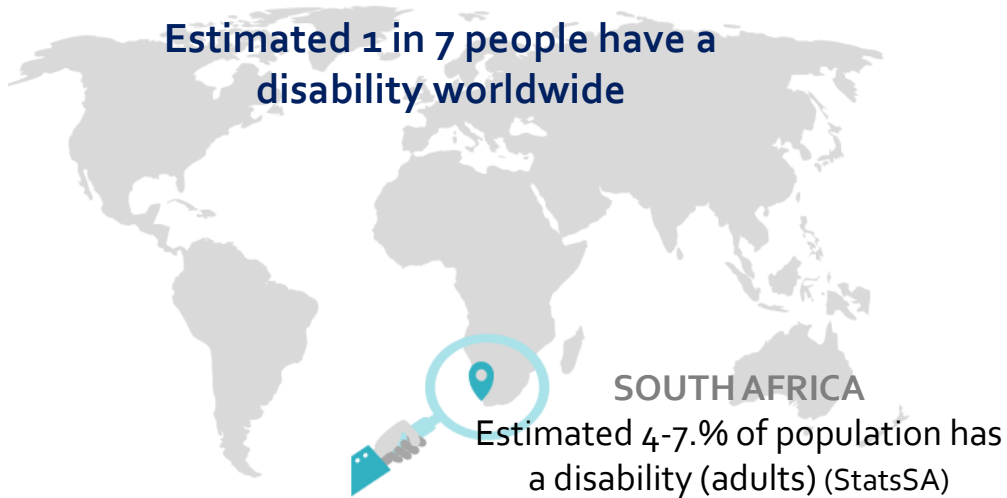 Estimated 1 in 7 people have a
disability worldwide
SOUTH AFRICA
Estimated 4-7.% of population has
a disability (adults) (StatsSA)